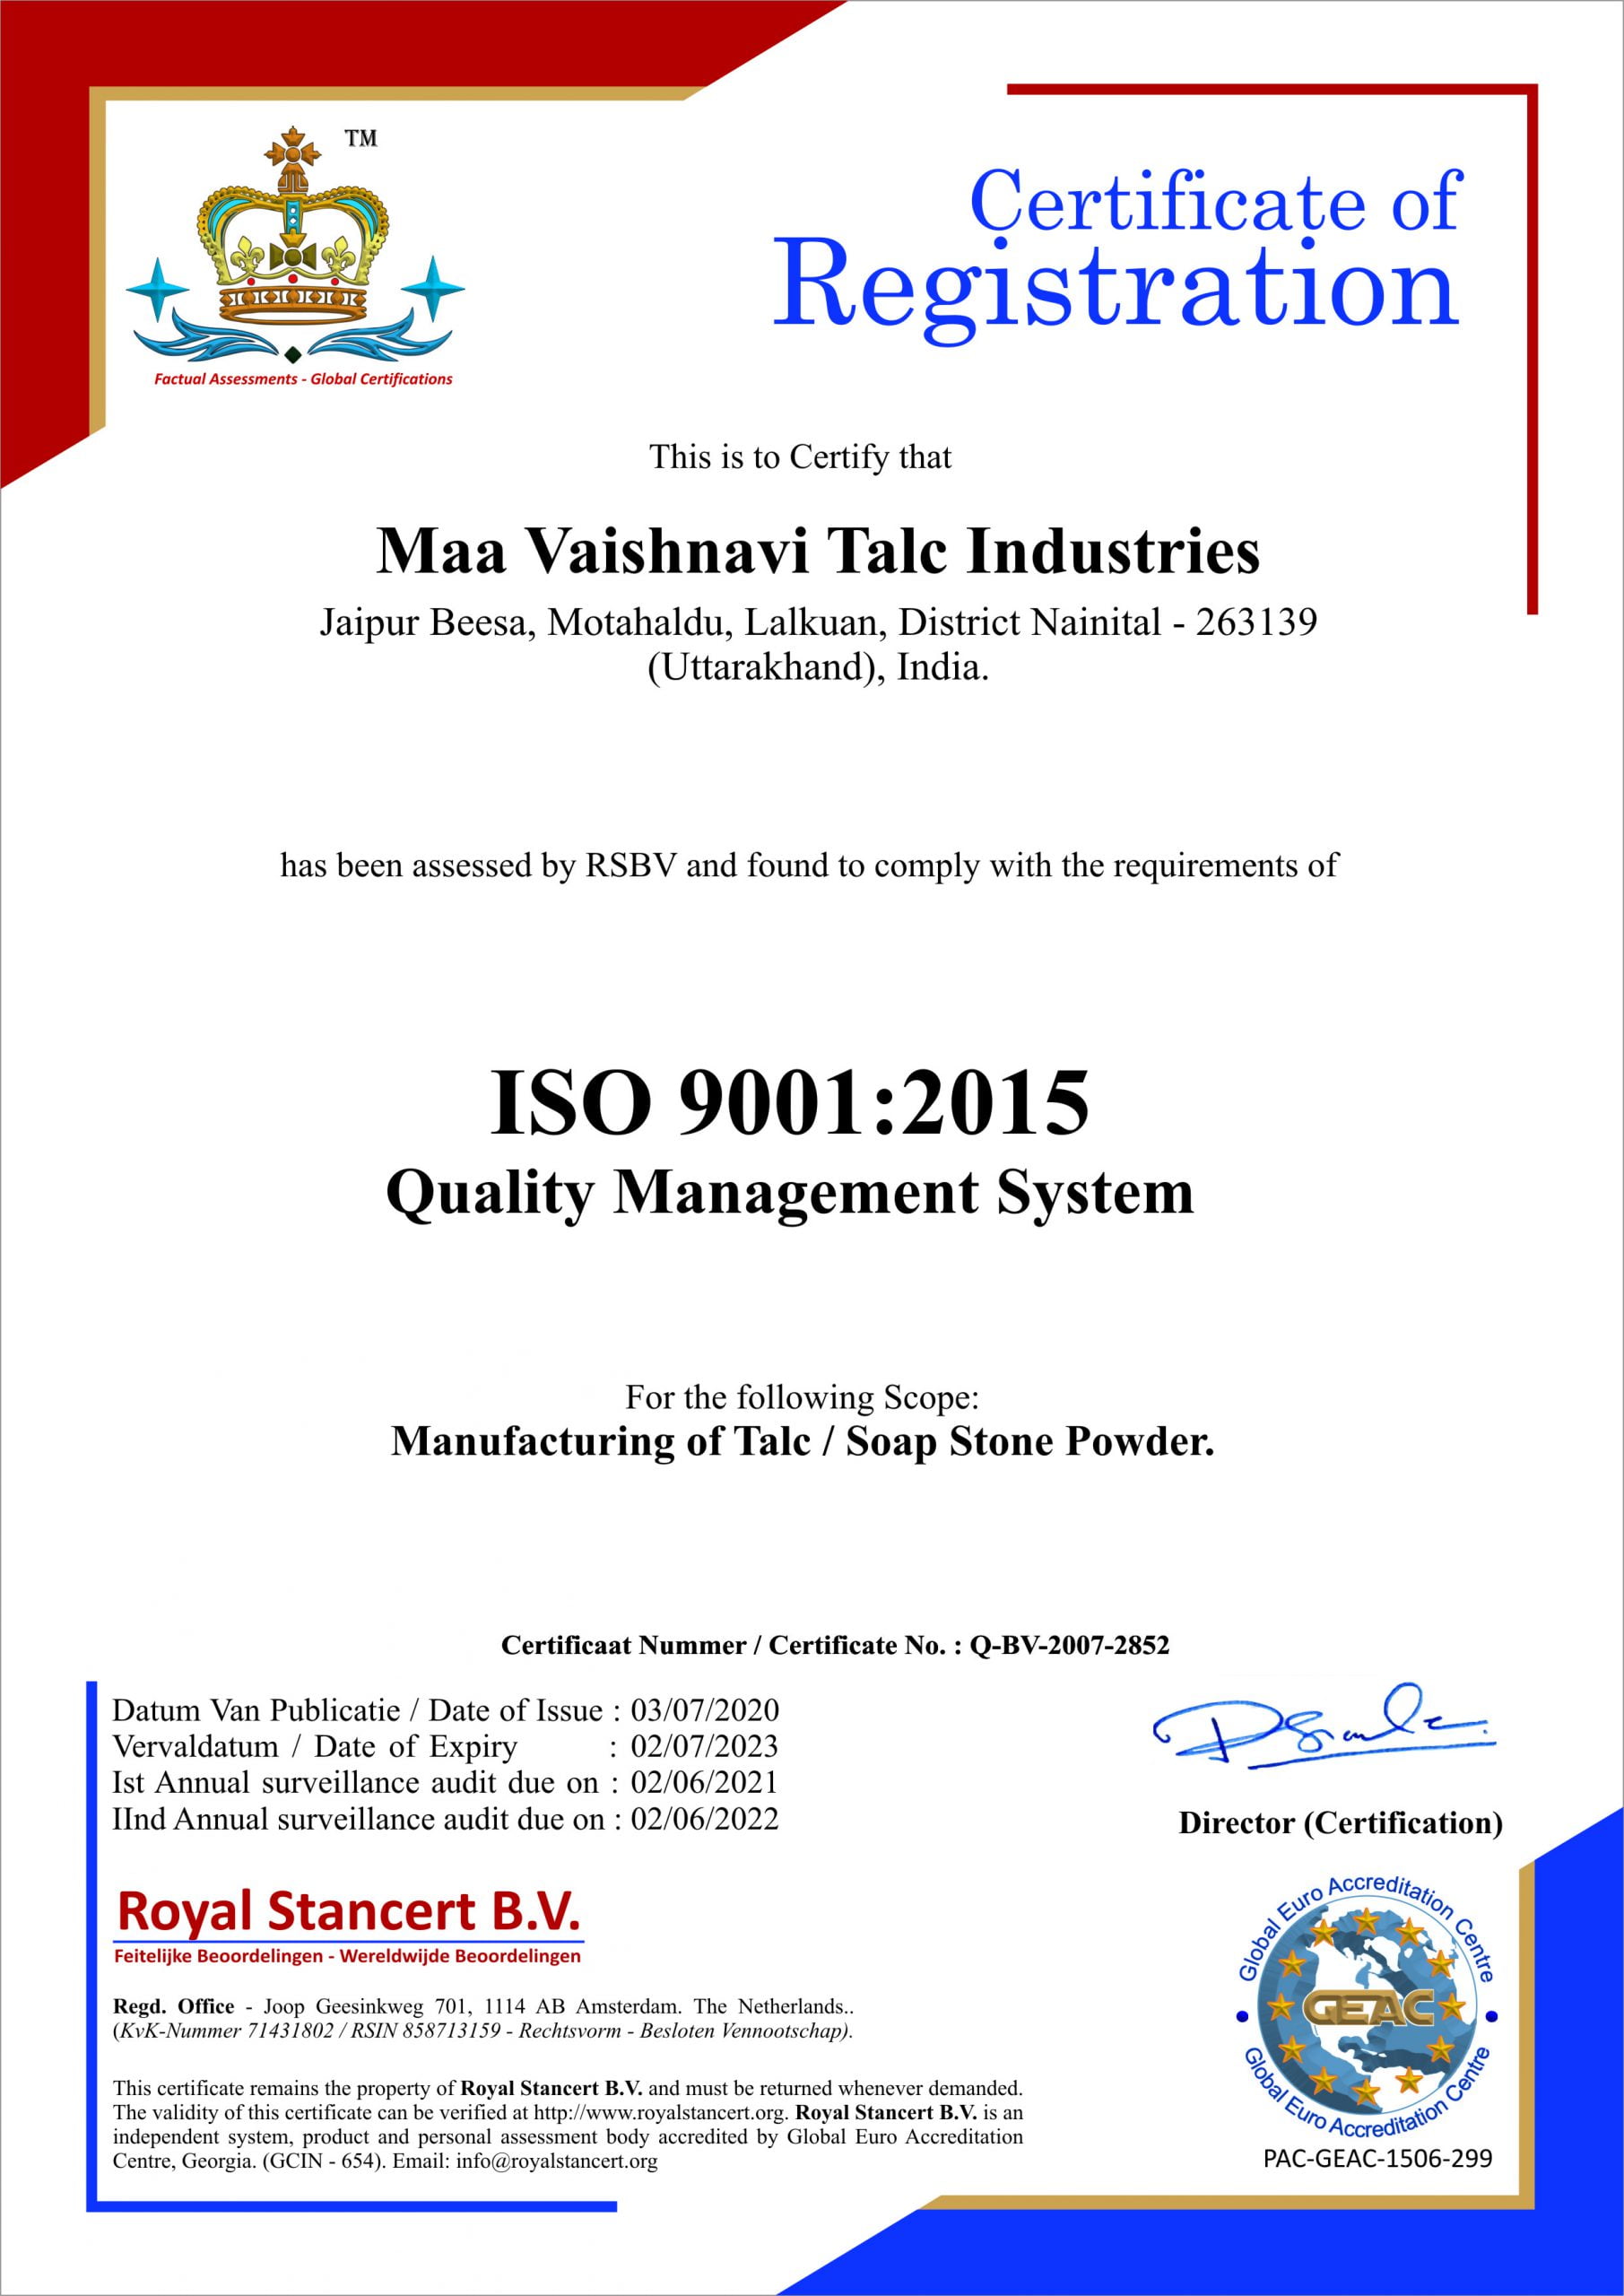 TM
Factual Assessments - Global Certifications
Certificate of
Registration
This is to Certify that
Maa Vaishnavi Talc Industries
Jaipur Beesa, Motahaldu, Lalkuan, District Nainital - 263139
(Uttarakhand), India.
has been assessed by RSBV and found to comply with the requirements of
ISO 9001:2015
Quality Management System
For the following Scope:
Manufacturing of Talc / Soap Stone Powder.
Certificaat Nummer / Certificate No. : Q-BV-2007-2852
Datum Van Publicatie / Date of Issue : 03/07/2020
Vervaldatum / Date of Expiry : 02/07/2023
Ist Annual surveillance audit due on : 02/06/2021
IInd Annual surveillance audit due on : 02/06/2022
Director (Certification)
Royal Stancert B.V.
Feitelijke Beoordelingen - Wereldwijde Beoordelingen
Regd. Office - Joop Geesinkweg 701, 1114 AB Amsterdam. The Netherlands..
(KvK-Nummer 71431802 / RSIN 858713159 - Rechtsvorm - Besloten Vennootschap).
This certificate remains the property of Royal Stancert B.V. and must be returned whenever demanded.
The validity of this certificate can be verified at http://www.royalstancert.org. Royal Stancert B.V. is an
independent system, product and personal assessment body accredited by Global Euro Accreditation
Centre, Georgia. (GCIN - 654). Email: info@royalstancert.org
Global Euro Accreditation Centre
GEAC
Global Euro Accreditation Centre
PAC-GEAC-1506-299